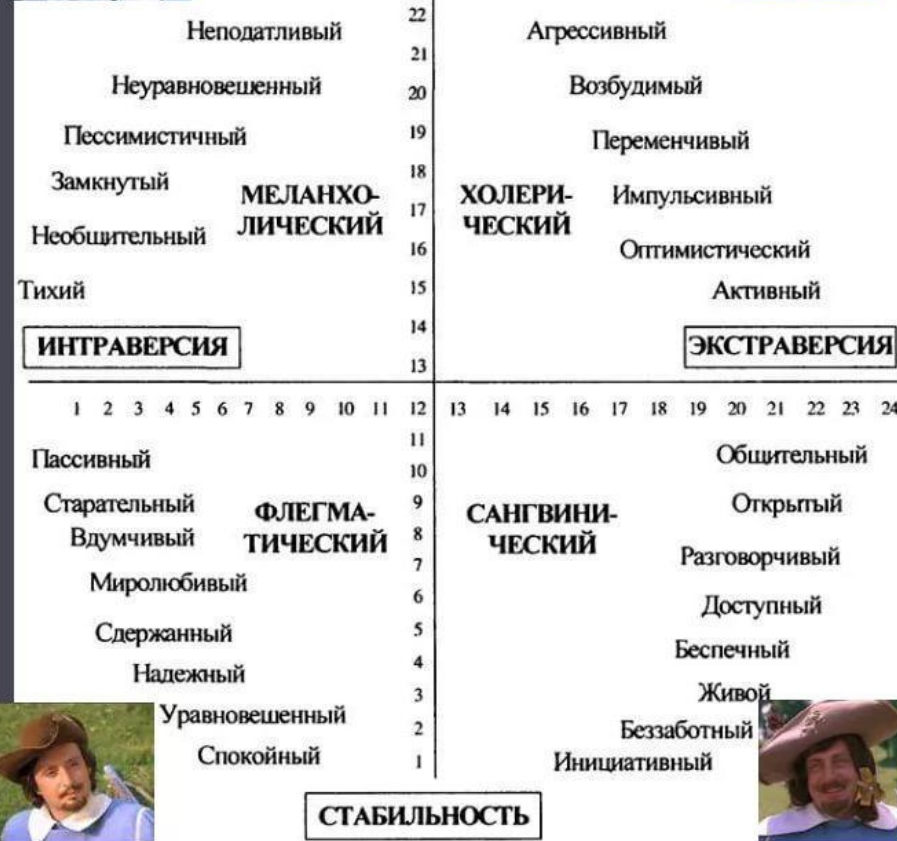 22
Неподатливый Агрессивный
21
Неуравновешенный 20 Возбудимый
Пессимистичный 19 Переменчивый
18
Замкнутый МЕЛАНХО- ХОЛЕРИ- Импульсивный
17
ЛИЧЕСКИЙ ЧЕСКИЙ
Необщительный 16 Оптимистический
Тихий 15 Активный
14
ИНТРАВЕРСИЯ ЭКСТРАВЕРСИЯ
13
1 2 3 4 5 6 7 8 9 10 11 12 13 14 15 16 17 18 19 20 21 22 23 24
11
Пассивный Общительный
10
Старательный 9 Открытый
ФЛЕГМА- САНГВИНИ-
Вдумчивый ТИЧЕСКИЙ 8 ЧЕСКИЙ
7 Разговорчивый
Миролюбивый
6 Доступный
Сдержанный 5
Беспечный
Надежный 4
3 Живой
Уравновешенный
2 Беззаботный
Спокойный 1 Инициативный
СТАБИЛЬНОСТЬ